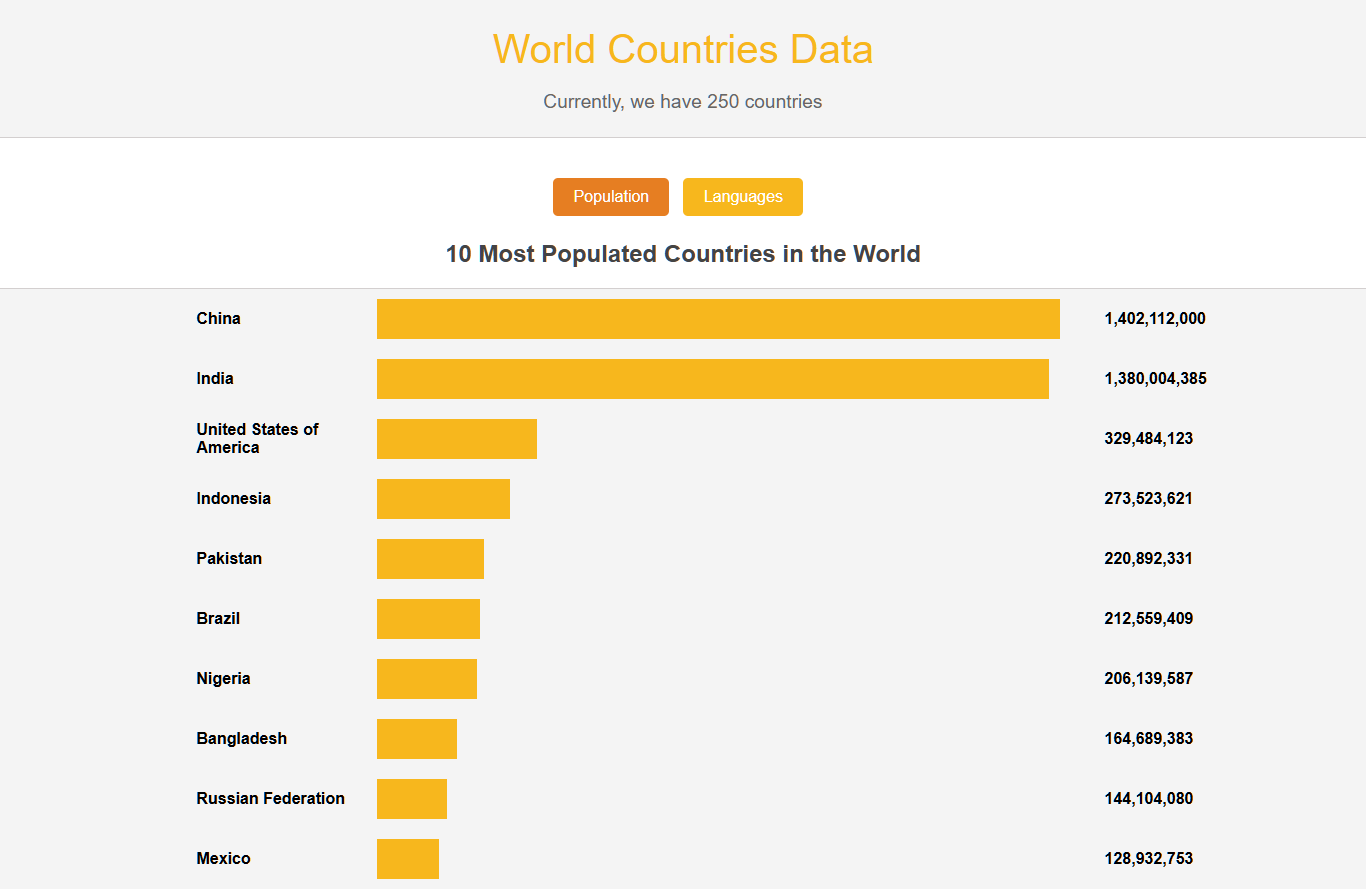 World Countries Data
Currently, we have 250 countries
Population Languages
10 Most Populated Countries in the World
China 1,402,112,000
India 1,380,004,385
United States of
America 329,484,123
Indonesia 273,523,621
Pakistan 220,892,331
Brazil 212,559,409
Nigeria 206,139,587
Bangladesh 164,689,383
Russian Federation 144,104,080
Mexico 128,932,753